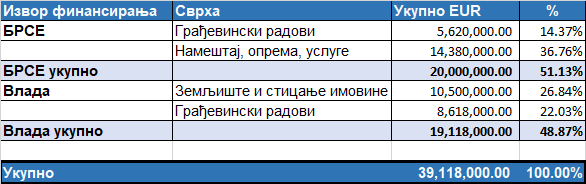 Извор финансирања Сврха Укупно EUR %
БРСЕ Грађевински радови 5,620,000.00 14.37%
Намештај, опрема, услуге 14,380,000.00 36.76%
БРСЕ укупно 20,000,000.00 51.13%
Влада Земљиште и стицање имовине 10,500,000.00 26.84%
Грађевински радови 8,618,000.00 22.03%
Влада укупно 19,118,000.00 48.87%
Укупно 39,118,000.00 100.00%